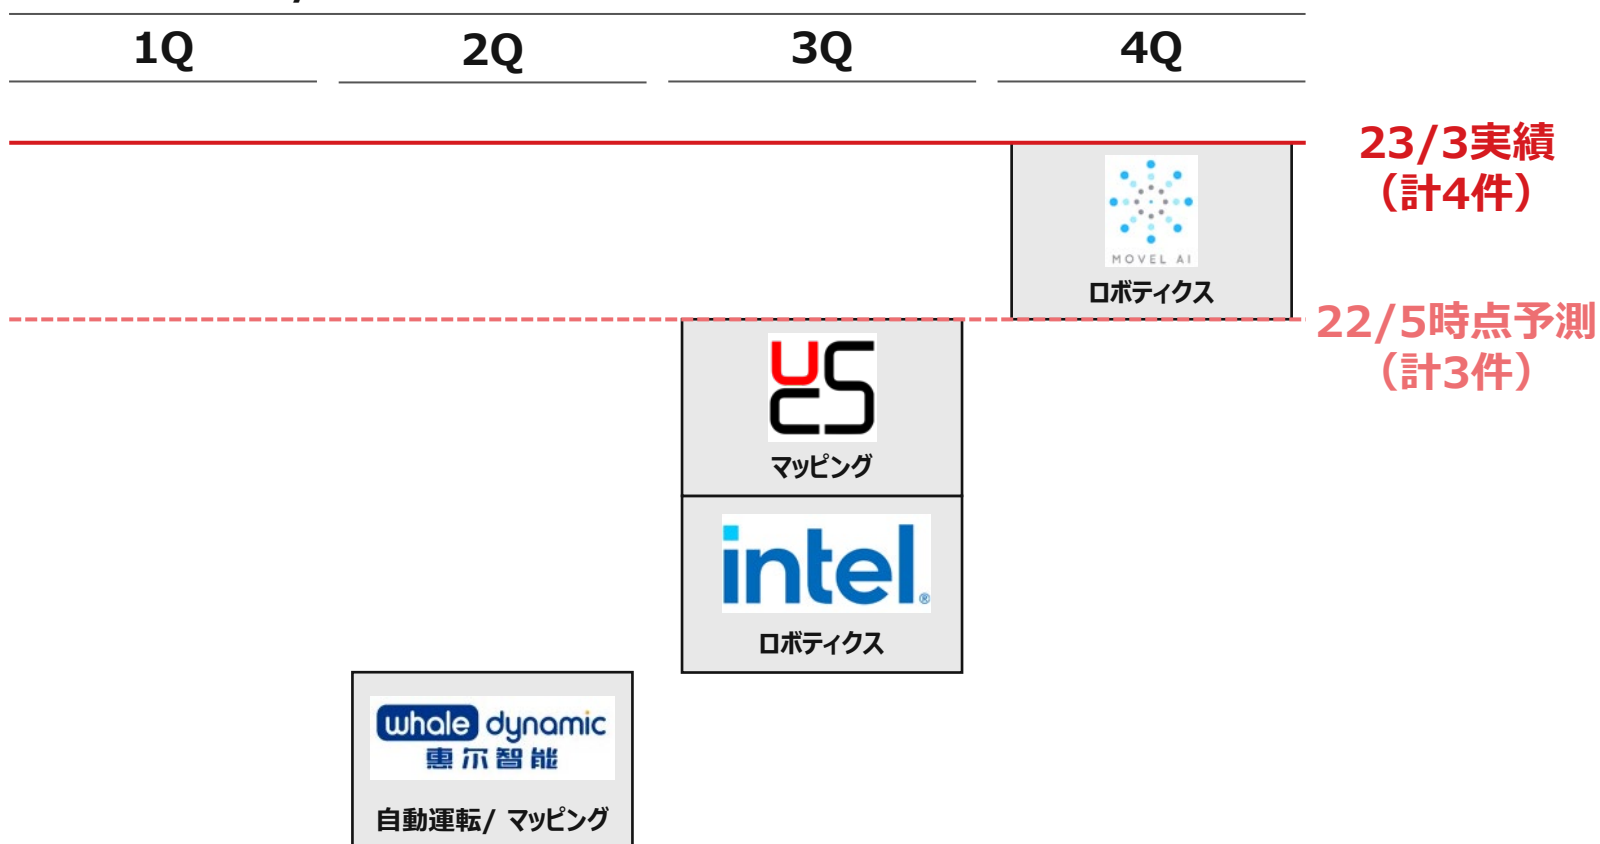 1Q 2Q 3Q 4Q
23/3実績
（計4件）
MOVEL AI
ロボティクス
22/5時点予測
（計3件）
UCS
マッピング
intel®
ロボティクス
whale dynamic
惠尔智能
自動運転/ マッピング